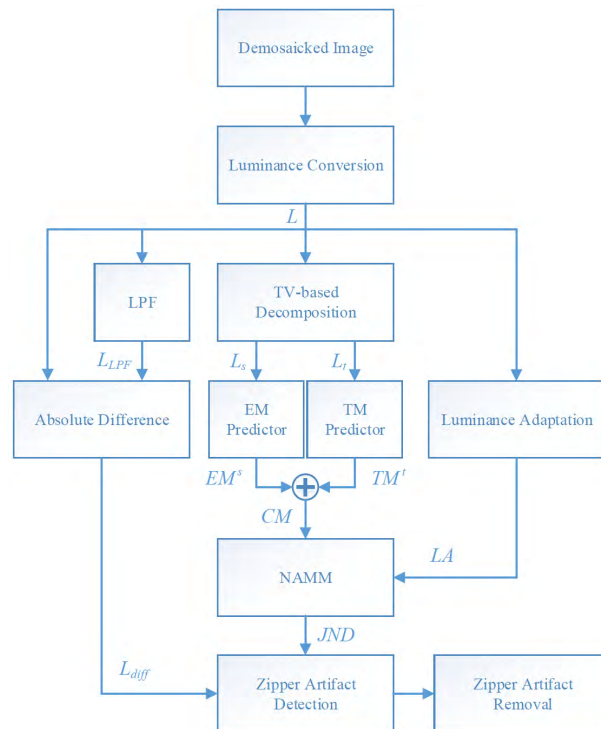 Demosaicked Image
Luminance Conversion
L
LPF
TV-based
Decomposition
L_LPF
L_s
L_t
Absolute Difference
EM
Predictor
TM
Predictor
Luminance Adaptation
EM^s
TM^t
CM
NAMM
LA
JND
L_diff
Zipper Artifact
Detection
Zipper Artifact
Removal